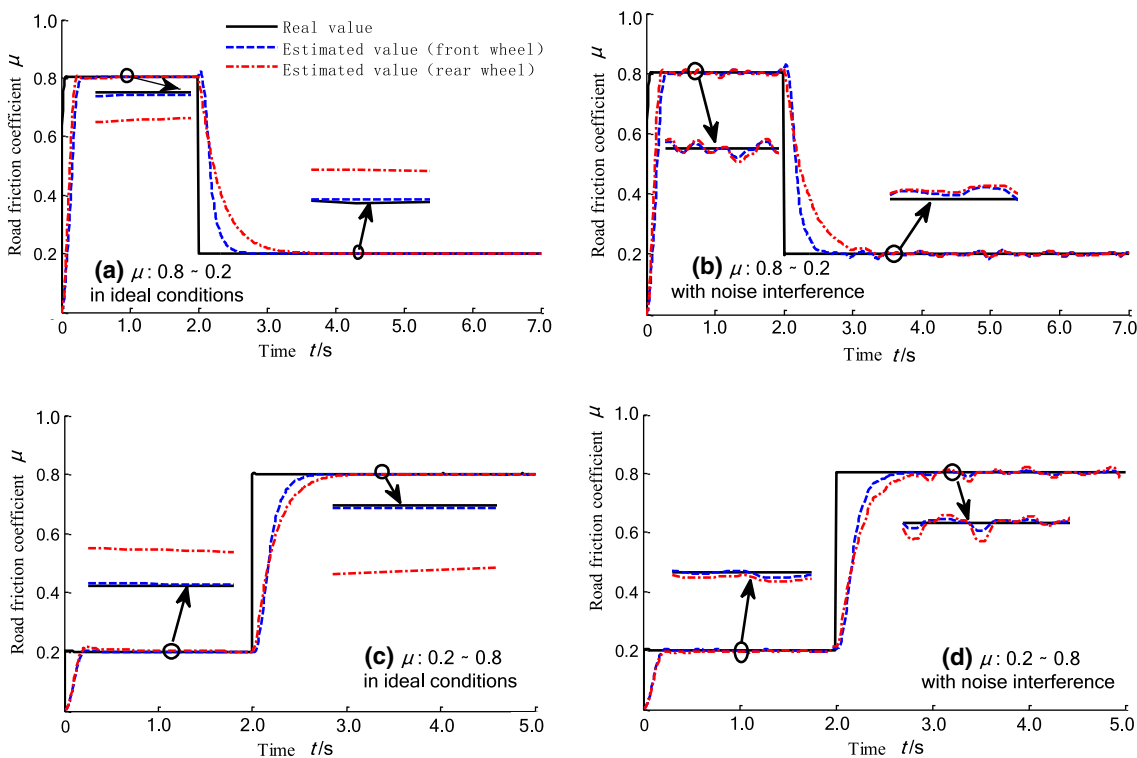 1.0
0.8
0.6
0.4
0.2
0
Road friction coefficient μ
Real value
Estimated value (front wheel)
Estimated value (rear wheel)
(a) μ: 0.8 ~ 0.2
in ideal conditions
0 1.0 2.0 3.0 4.0 5.0 6.0 7.0
Time t/s
1.0
0.8
0.6
0.4
0.2
Road friction coefficient μ
(b) μ: 0.8 ~ 0.2
with noise interference
0 1.0 2.0 3.0 4.0 5.0 6.0 7.0
Time t/s
1.0
0.8
0.6
0.4
0.2
Road friction coefficient μ
(c) μ: 0.2 ~ 0.8
in ideal conditions
0 1.0 2.0 3.0 4.0 5.0
Time t/s
1.0
0.8
0.6
0.4
0.2
Road friction coefficient μ
(d) μ: 0.2 ~ 0.8
with noise interference
0 1.0 2.0 3.0 4.0 5.0
Time t/s